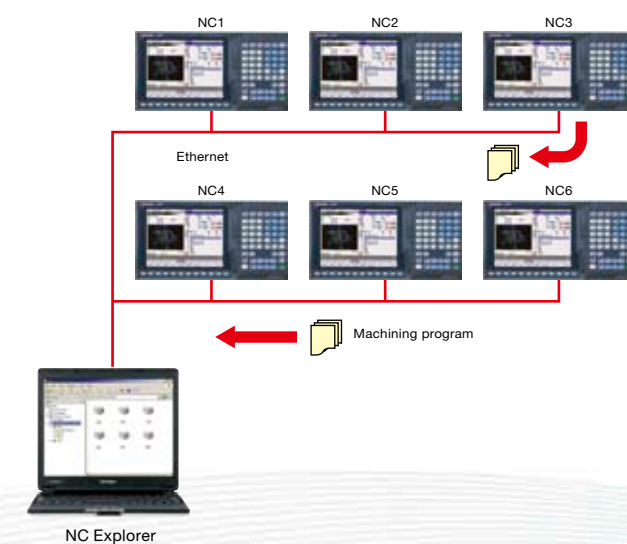 NC1
NC2
NC3
Ethernet
NC4
NC5
NC6
Machining program
NC Explorer